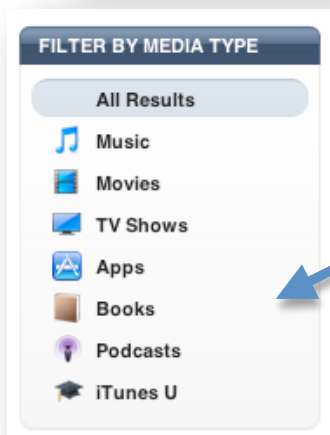 FILTER BY MEDIA TYPE
All Results
Music
Movies
TV Shows
Apps
Books
Podcasts
iTunes U